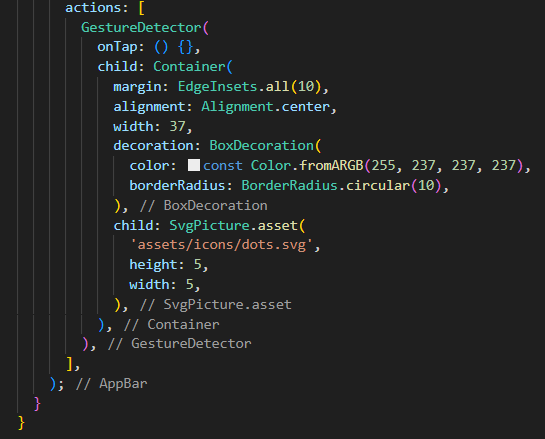 actions: [
GestureDetector(
onTap: () {},
child: Container(
margin: EdgeInsets.all(10),
alignment: Alignment.center,
width: 37,
decoration: BoxDecoration(
color: const Color.fromARGB(255, 237, 237, 237),
borderRadius: BorderRadius.circular(10),
), // BoxDecoration
child: SvgPicture.asset(
'assets/icons/dots.svg',
height: 5,
width: 5,
), // SvgPicture.asset
), // Container
), // GestureDetector
],
); // AppBar
}
}